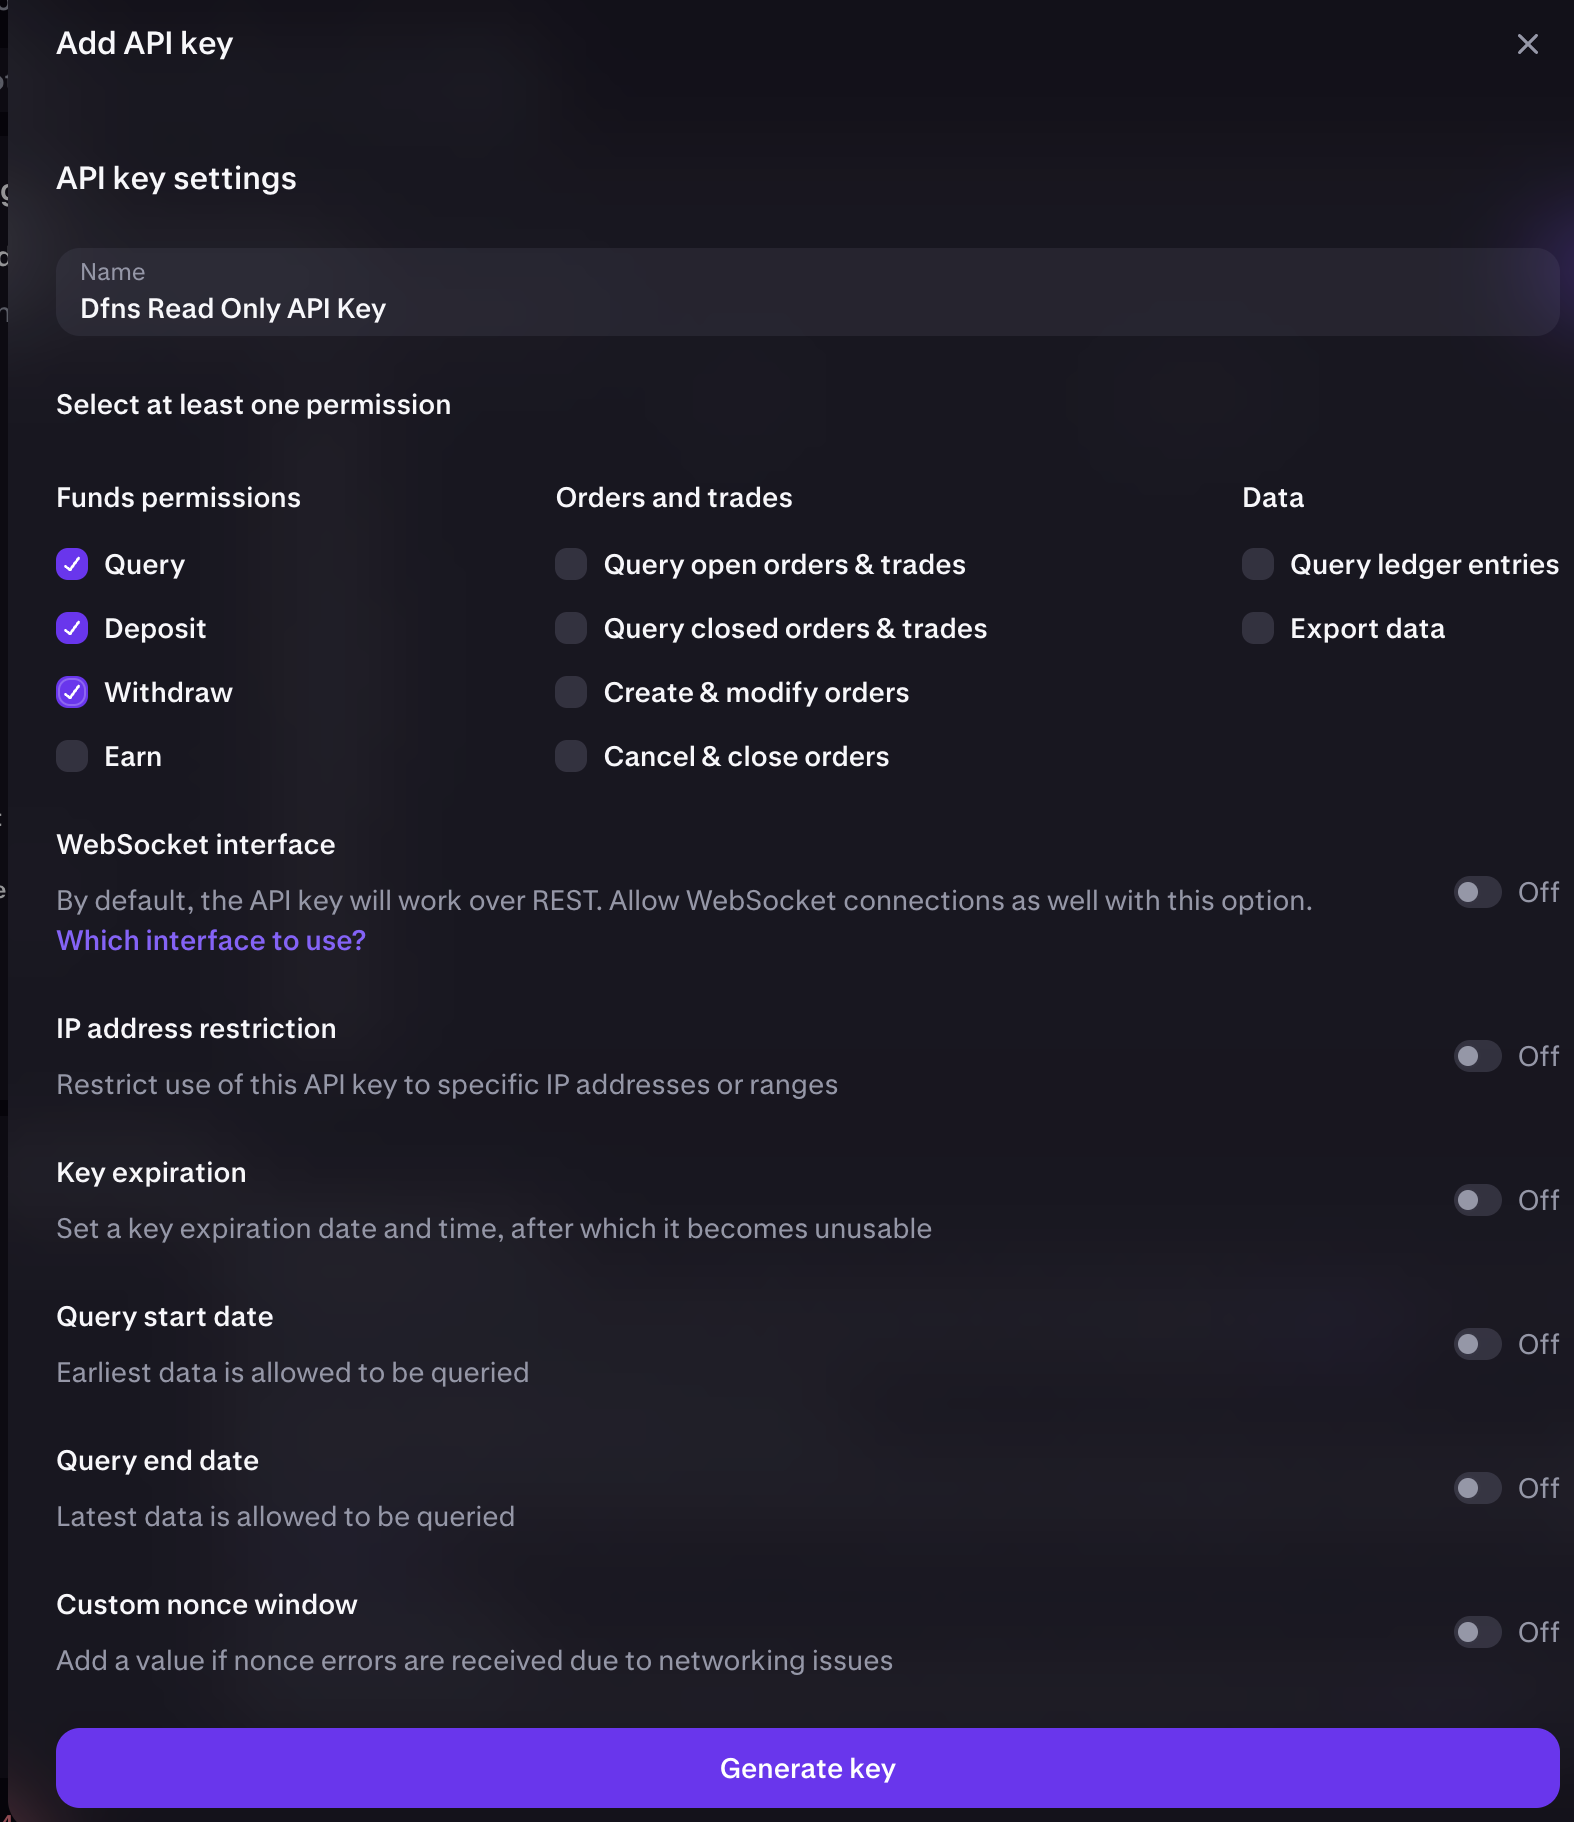 Add API key
API key settings
Name
Dfns Read Only API Key
Select at least one permission
Funds permissions
Query
Deposit
Withdraw
Earn
Orders and trades
Query open orders & trades
Query closed orders & trades
Create & modify orders
Cancel & close orders
Data
Query ledger entries
Export data
WebSocket interface
By default, the API key will work over REST. Allow WebSocket connections as well with this option.
Which interface to use?
Off
IP address restriction
Restrict use of this API key to specific IP addresses or ranges
Off
Key expiration
Set a key expiration date and time, after which it becomes unusable
Off
Query start date
Earliest data is allowed to be queried
Off
Query end date
Latest data is allowed to be queried
Off
Custom nonce window
Add a value if nonce errors are received due to networking issues
Off
Generate key